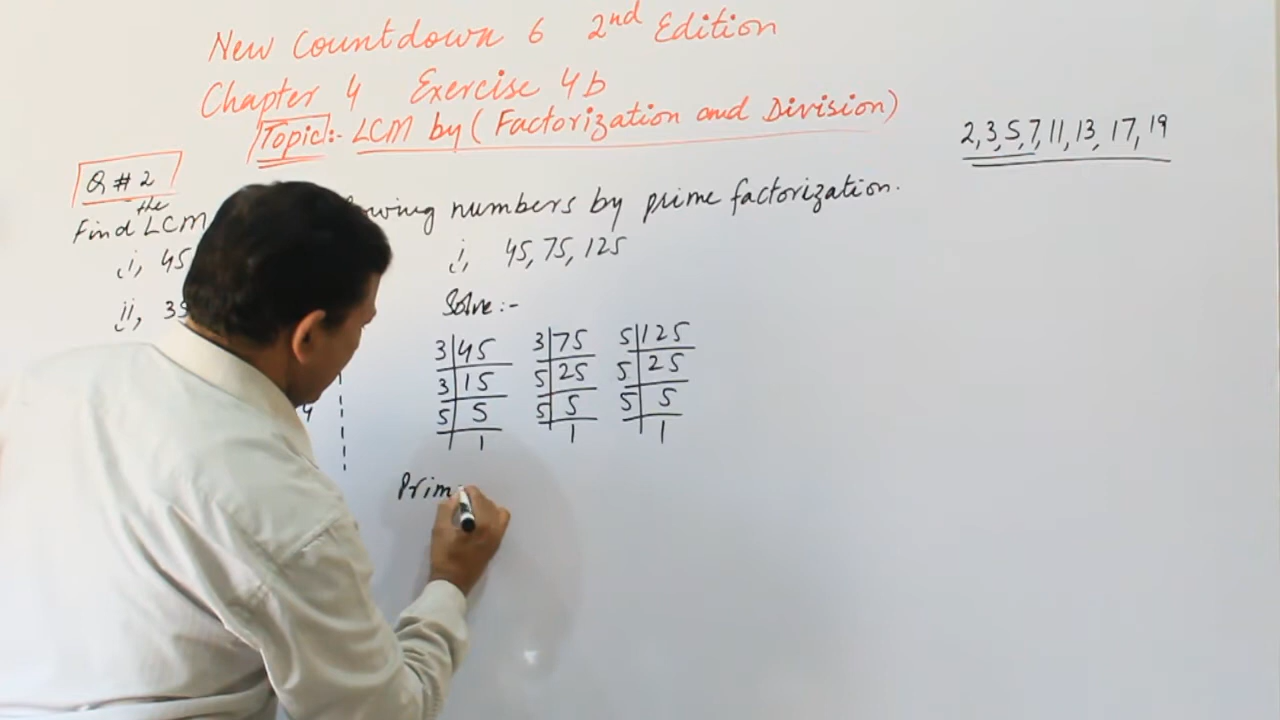 New Countdown 6 2nd Edition
Chapter 4 Exercise 4b
Topic:- LCM by (Factorization and Division)
2,3,5,7,11,13,17,19
Q # 2
Find the LCM numbers by prime factorization.
i, 45
ii,
i, 45, 75, 125
Solve:-
3 45
3 15
5 5
1
3 75
5 25
5 5
1
5 125
5 25
5 5
1
4
Prim